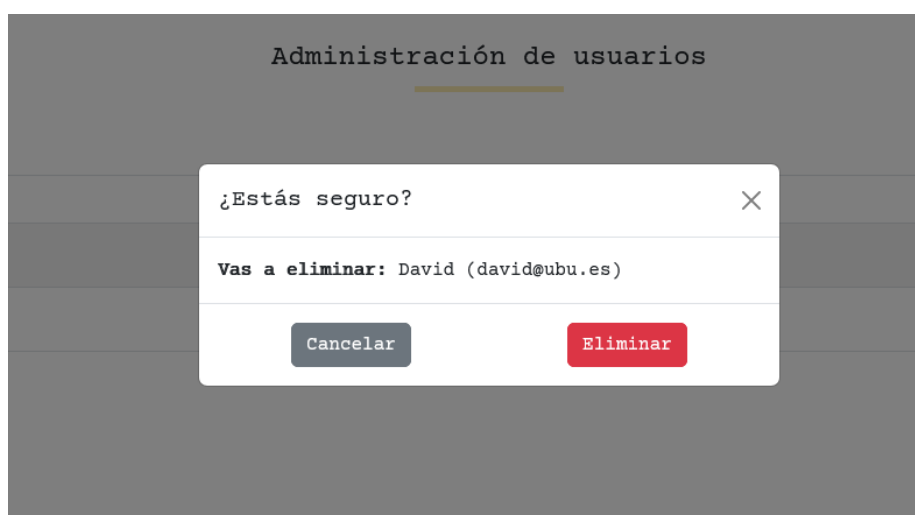 Administración de usuarios
¿Estás seguro?
Vas a eliminar: David (david@ubu.es)
Cancelar
Eliminar